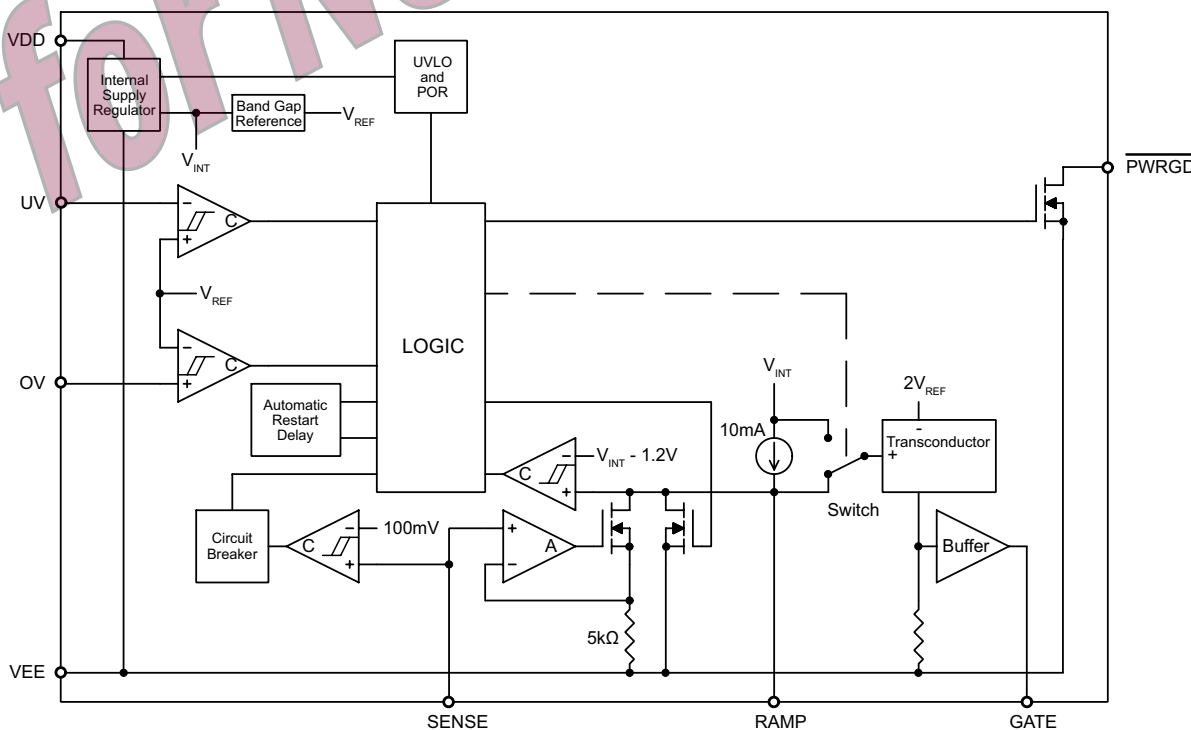 for N
VDD
Internal
Supply
Regulator
UVLO
and
POR
Band Gap
Reference
VREF
VINT
PWRGD
UV
−
C
+
VREF
−
C
+
OV
LOGIC
Automatic
Restart
Delay
VINT
10mA
2VREF
-
Transconductor
+
C
−
VINT - 1.2V
+
Switch
Circuit
Breaker
C
−
100mV
+
+
A
−
Buffer
5kΩ
VEE
SENSE
RAMP
GATE